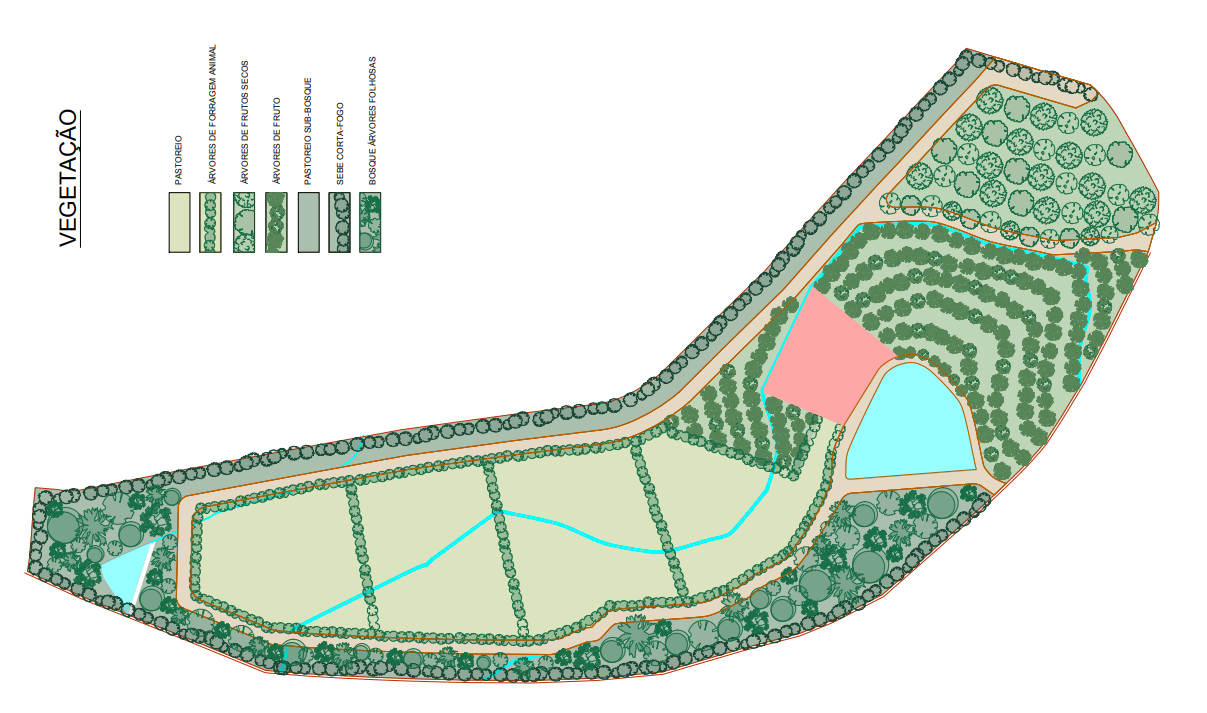 VEGETAÇÃO
PASTOREIO
ÁRVORES DE FORRAGEM ANIMAL
ÁRVORES DE FRUTOS SECOS
ÁRVORES DE FRUTO
PASTOREIO SUB-BOSQUE
SEBE CORTA-FOGO
BOSQUE ÁRVORES FOLHOSAS